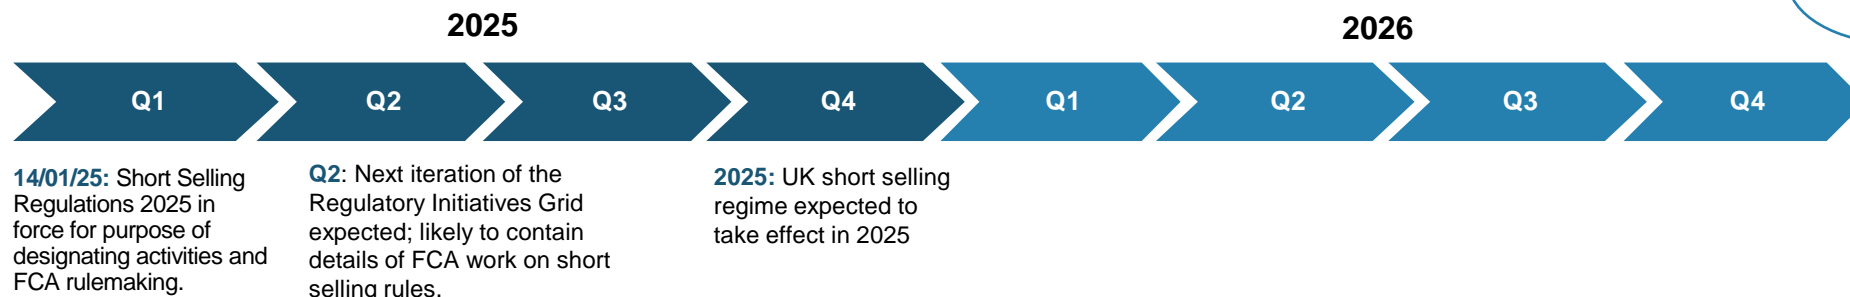 2025
2026
Q1
Q2
Q3
Q4
Q1
Q2
Q3
Q4
14/01/25: Short Selling
Regulations 2025 in
force for purpose of
designating activities and
FCA rulemaking.
Q2: Next iteration of the
Regulatory Initiatives Grid
expected; likely to contain
details of FCA work on short
selling rules.
2025: UK short selling
regime expected to
take effect in 2025